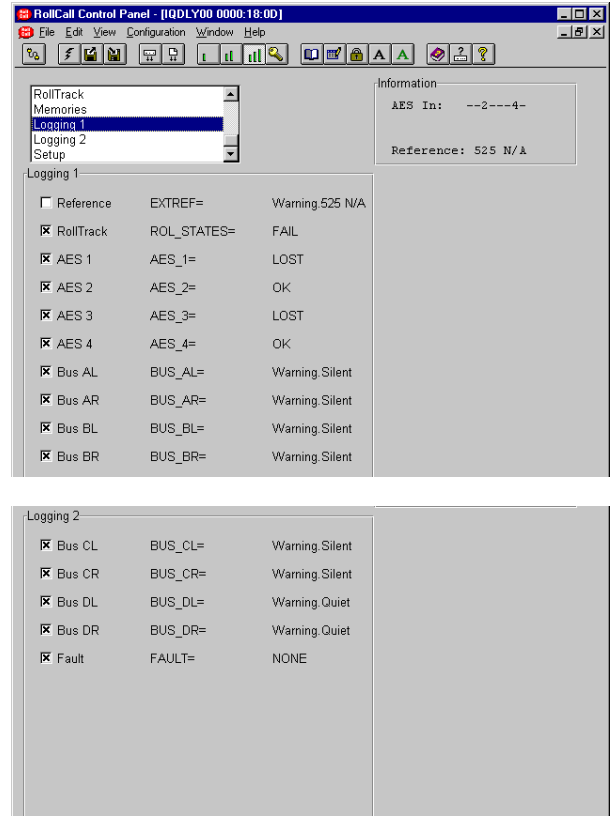 RollCall Control Panel - [IQDLY00 0000:18:0D]
File Edit View Configuration Window Help
RollTrack
Memories
Logging 1
Logging 2
Setup
Information
AES In: --2---4-
Reference: 525 N/A
Logging 1
Reference EXTREF= Warning.525 N/A
RollTrack ROL_STATES= FAIL
AES 1 AES_1= LOST
AES 2 AES_2= OK
AES 3 AES_3= LOST
AES 4 AES_4= OK
Bus AL BUS_AL= Warning.Silent
Bus AR BUS_AR= Warning.Silent
Bus BL BUS_BL= Warning.Silent
Bus BR BUS_BR= Warning.Silent
Logging 2
Bus CL BUS_CL= Warning.Silent
Bus CR BUS_CR= Warning.Silent
Bus DL BUS_DL= Warning.Quiet
Bus DR BUS_DR= Warning.Quiet
Fault FAULT= NONE